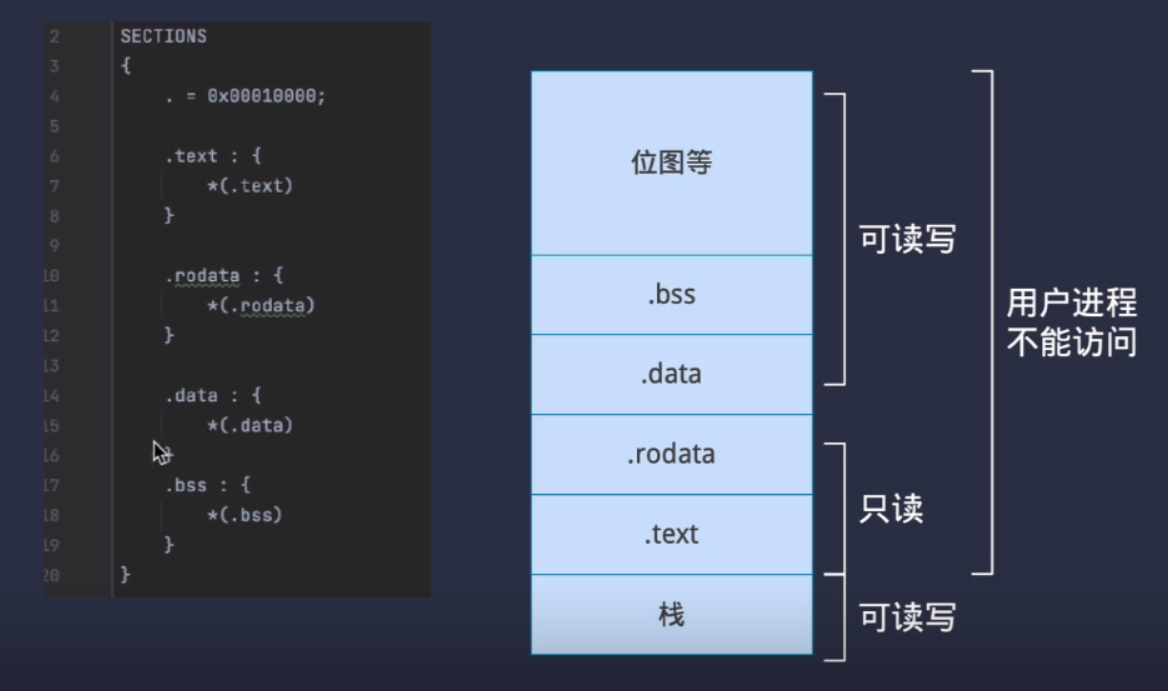 2 SECTIONS
3 {
4 . = 0x00010000;
5
6 .text : {
7 *(.text)
8 }
9
10 .rodata : {
11 *(.rodata)
12 }
13
14 .data : {
15 *(.data)
16 }
17 .bss : {
18 *(.bss)
19 }
20 }
位图等
.bss
.data
.rodata
.text
栈
可读写
只读
可读写
用户进程
不能访问